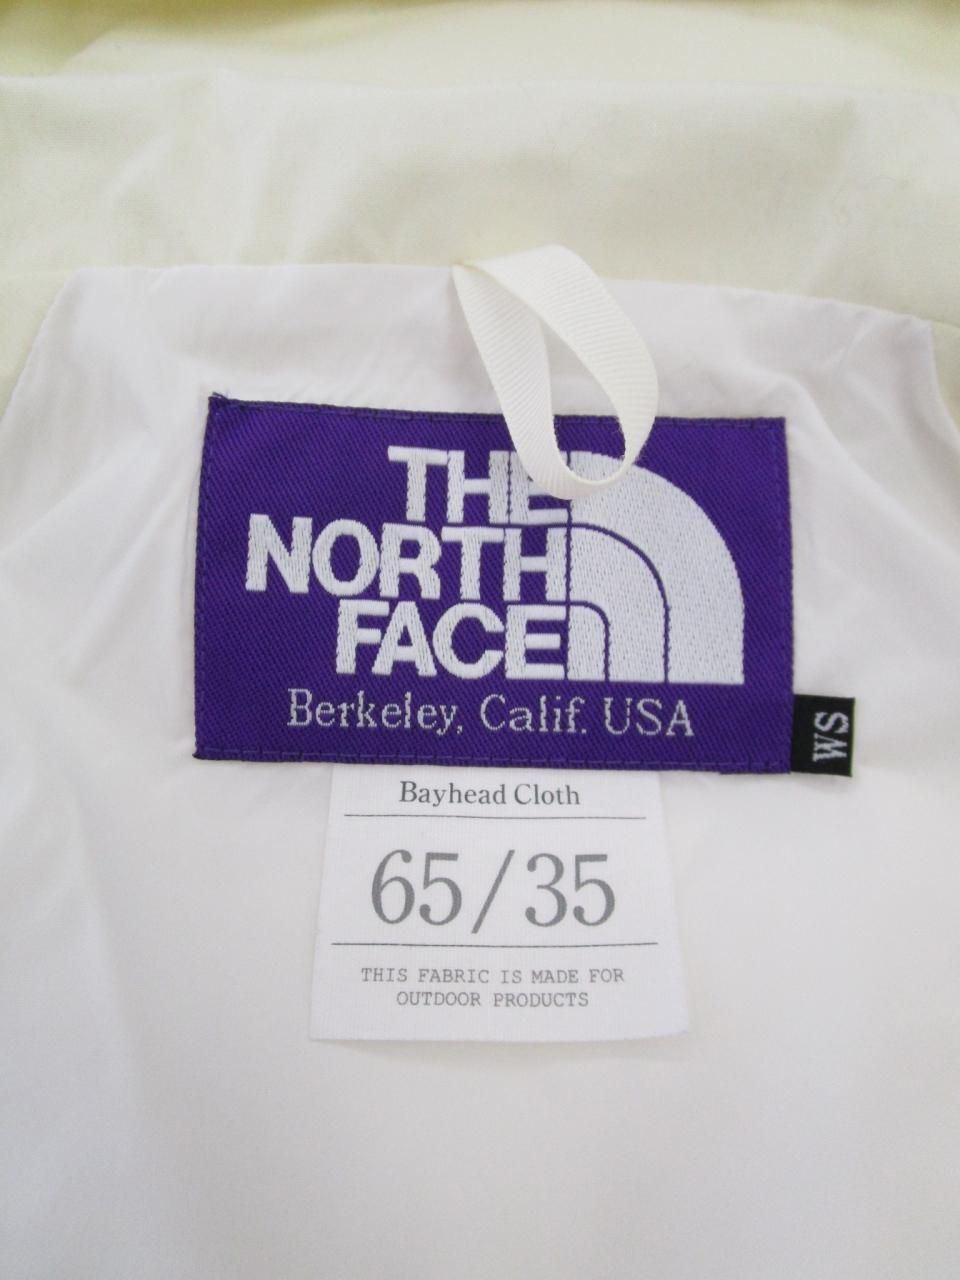 THE
NORTH
FACE
Berkeley, Calif. USA
WS
Bayhead Cloth
65/35
THIS FABRIC IS MADE FOR
OUTDOOR PRODUCTS